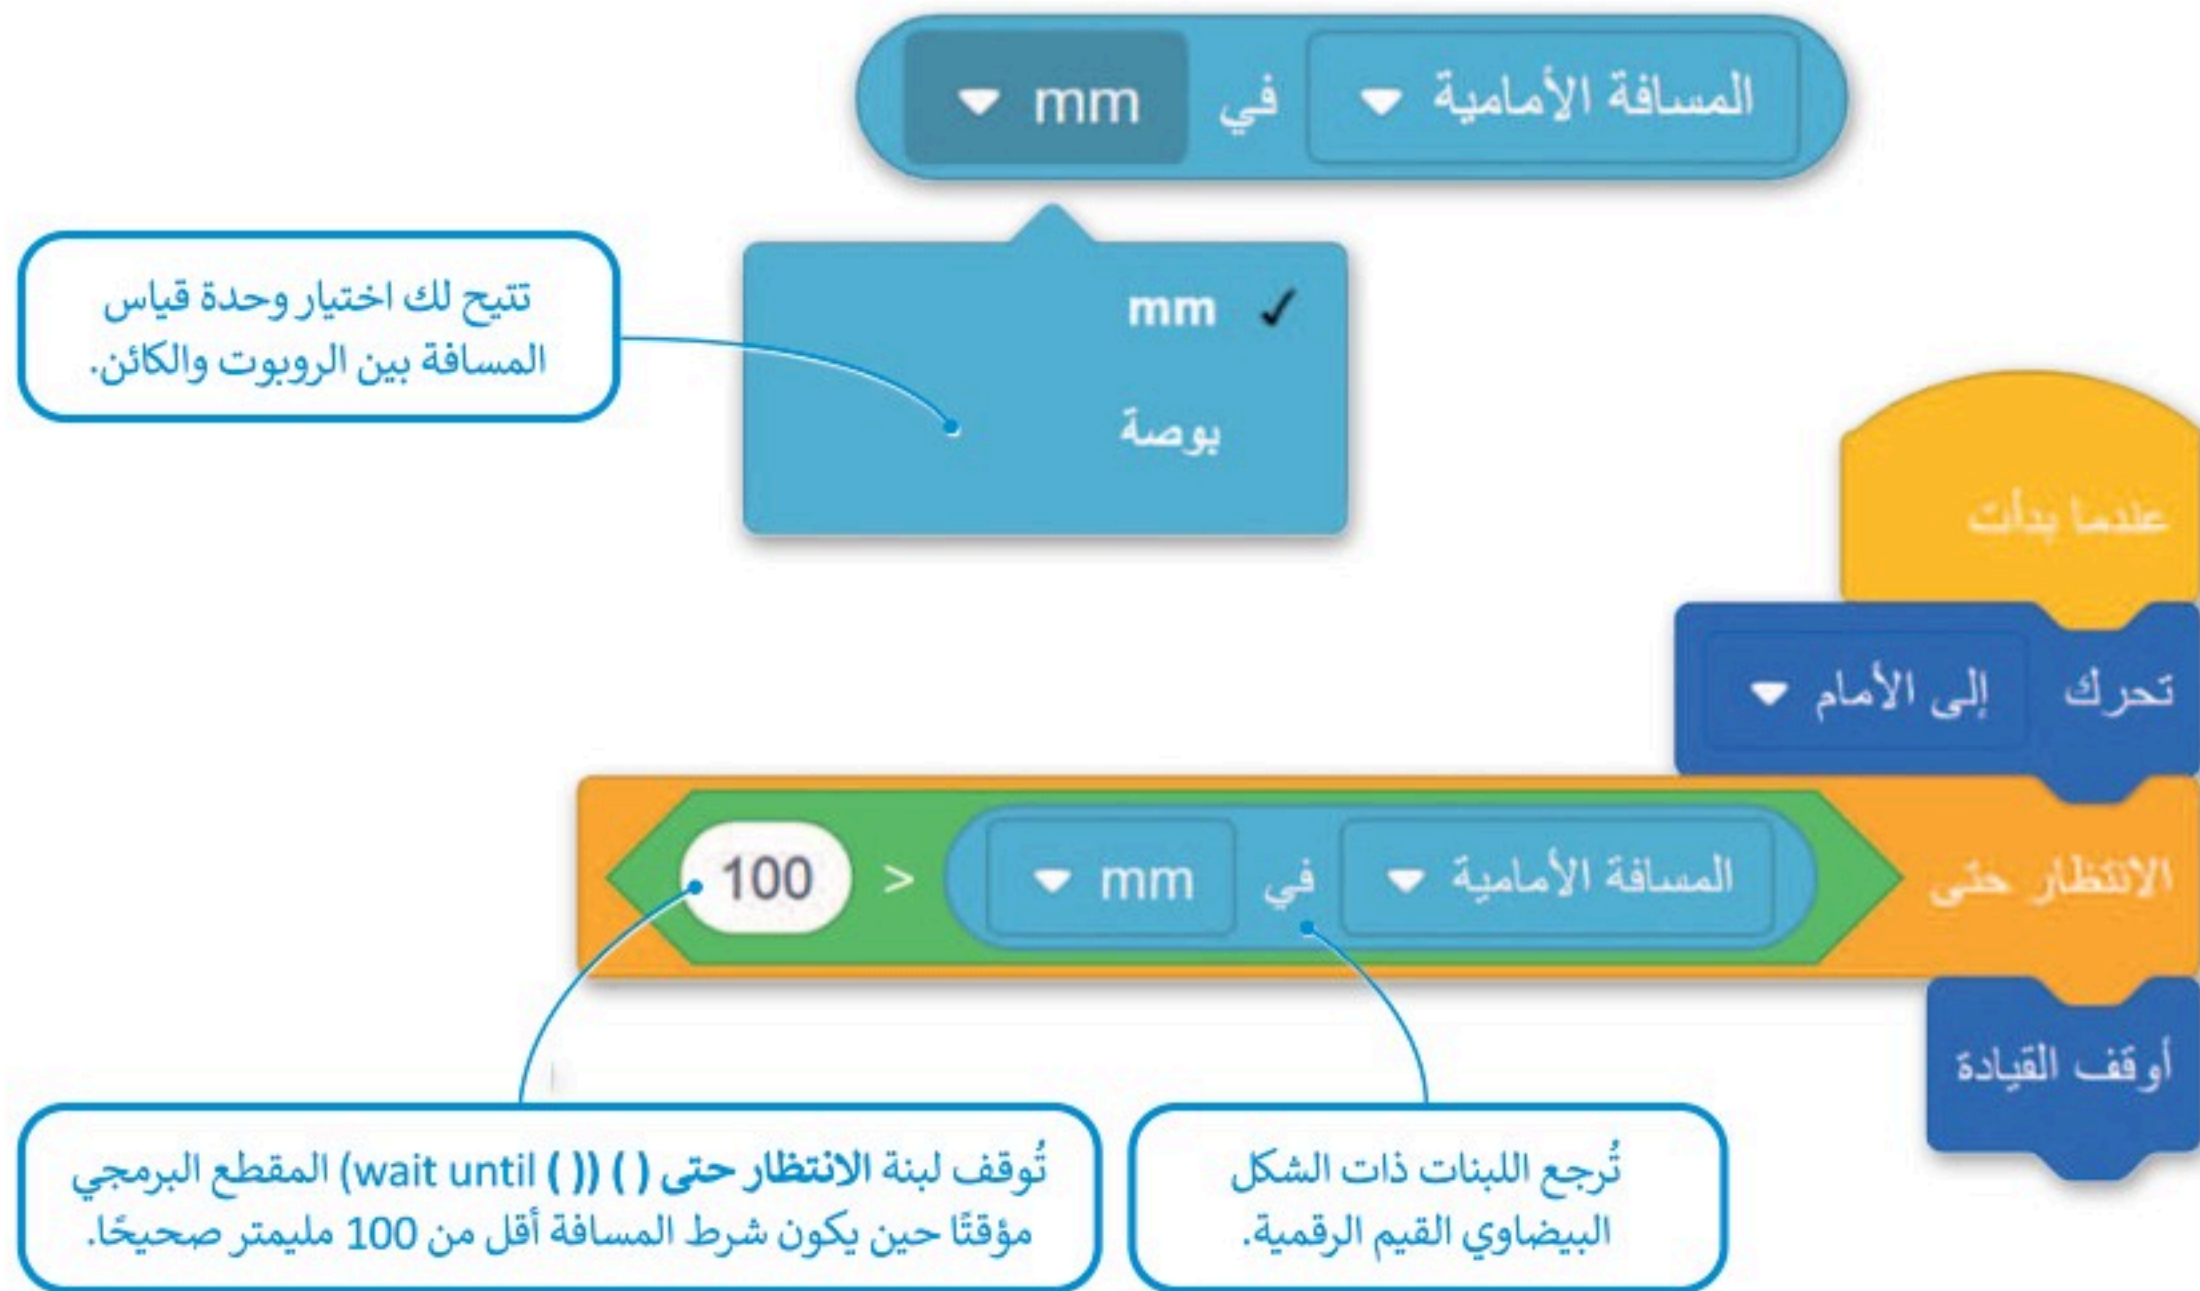 المسافة الأمامية في mm
mm
بوصة
تتيح لك اختيار وحدة قياس
المسافة بين الروبوت والكائن.
عندما بدأت
تحرك إلى الأمام
الانتظار حتى المسافة الأمامية في mm > 100
أوقف القيادة
تُرجع اللبنات ذات الشكل
البيضاوي القيم الرقمية.
تُوقف لبنة الانتظار حتى ( ) (wait until ( )) المقطع البرمجي
مؤقتًا حين يكون شرط المسافة أقل من 100 مليمتر صحيحًا.